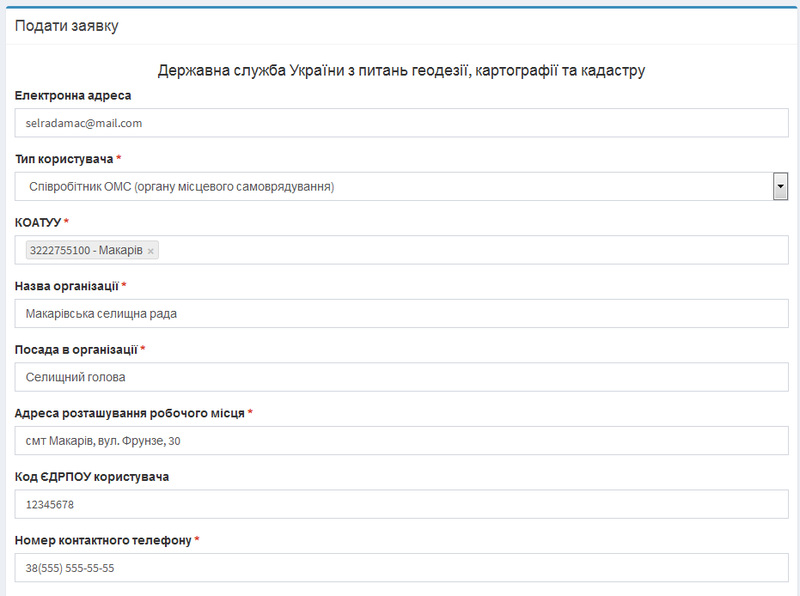 Подати заявку
Державна служба України з питань геодезії, картографії та кадастру
Електронна адреса
selradamac@mail.com
Тип користувача *
Співробітник ОМС (органу місцевого самоврядування)
КОАТУУ *
3222755100 - Макарів ×
Назва організації *
Макарівська селищна рада
Посада в організації *
Селищний голова
Адреса розташування робочого місця *
смт Макарів, вул. Фрунзе, 30
Код ЄДРПОУ користувача
12345678
Номер контактного телефону *
38(555) 555-55-55